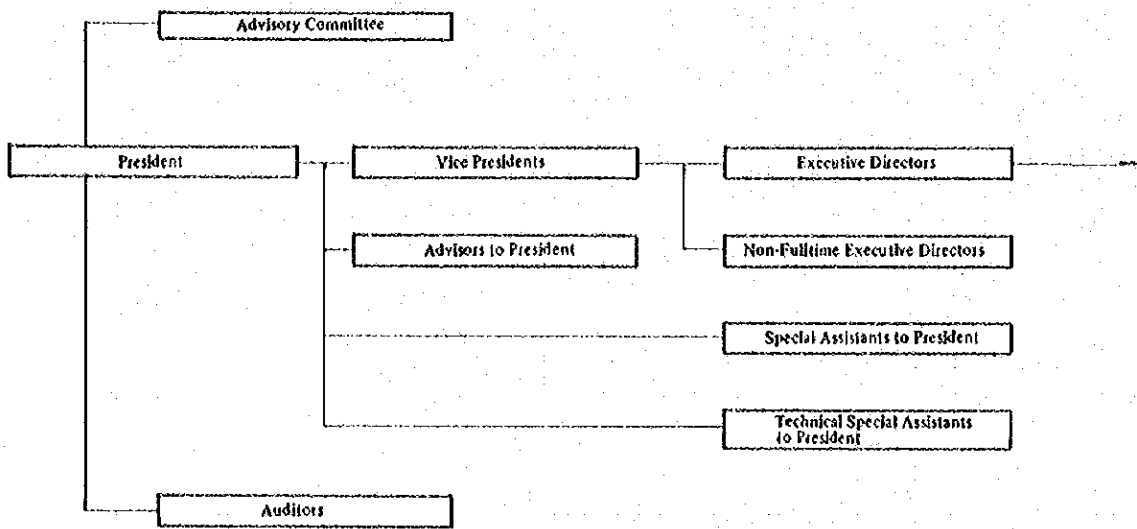 Advisory Committee
President
Vice Presidents
Executive Directors
Advisors to President
Non-Fulltime Executive Directors
Special Assistants to President
Technical Special Assistants
to President
Auditors